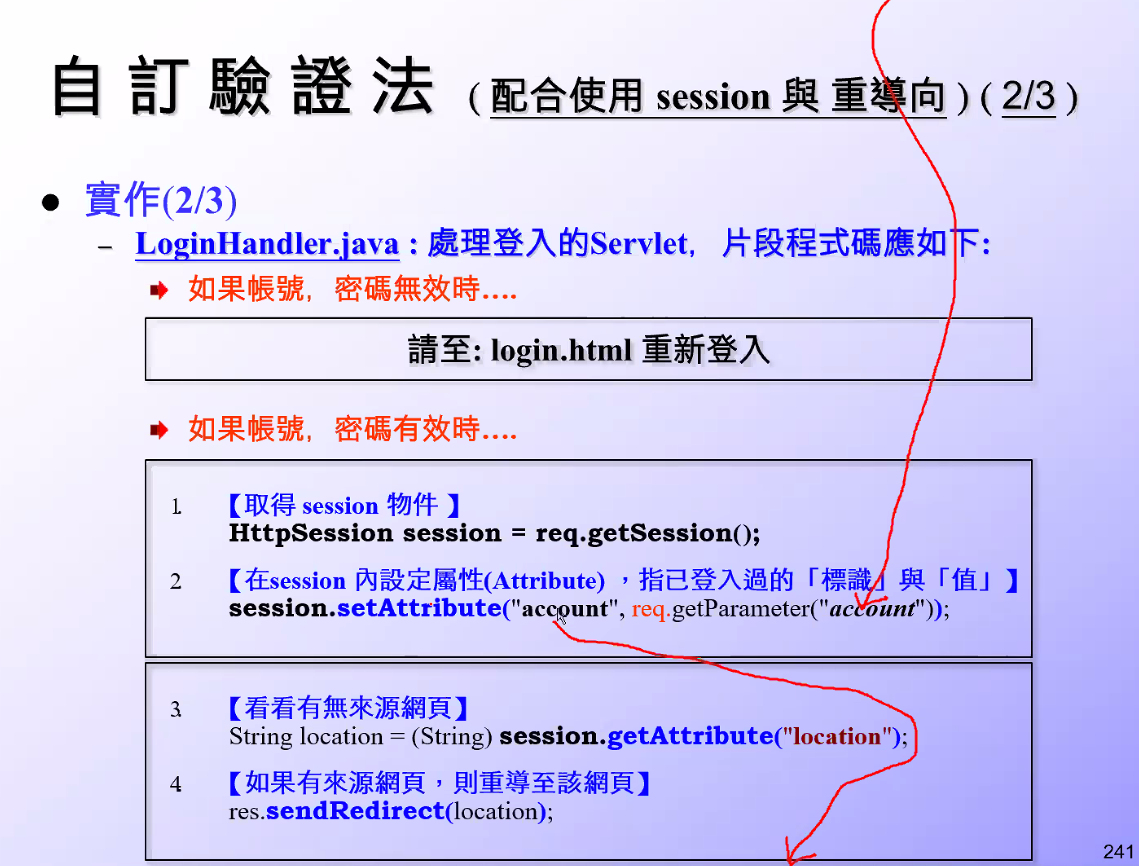 自 訂 驗 證 法 ( 配合使用 session 與 重導向 ) ( 2/3 )
● 實作(2/3)
– LoginHandler.java : 處理登入的Servlet, 片段程式碼應如下:
如果帳號, 密碼無效時….
請至: login.html 重新登入
如果帳號, 密碼有效時….
1. 【取得 session 物件 】
HttpSession session = req.getSession();
2 【在session 內設定屬性(Attribute) ，指已登入過的「標識」與「值」】
session.setAttribute("account", req.getParameter("account"));
3. 【看看有無來源網頁】
String location = (String) session.getAttribute("location");
4 【如果有來源網頁，則重導至該網頁】
res.sendRedirect(location);
241